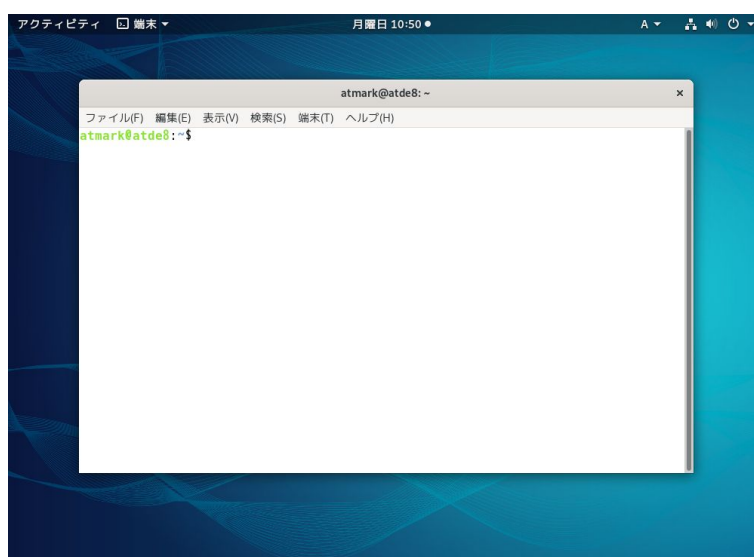 アクティビティ 端末 月曜日 10:50 A
atmark@atde8: ~ ×
ファイル(F) 編集(E) 表示(V) 検索(S) 端末(T) ヘルプ(H)
atmark@atde8:~$